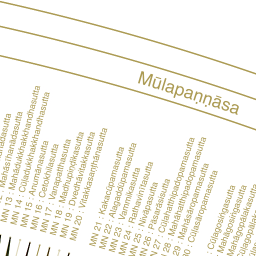 Mūlapaṇṇāsa
Mahāsīhanādasutta
MN 13 : Mahādukkhakkhandhasutta
MN 14 : Cūḷadukkhakkhandhasutta
MN 15 : Anumānasutta
MN 16 : Cetokhilasutta
MN 17 : Vanapatthasutta
MN 18 : Madhupiṇḍikasutta
MN 19 : Dvedhāvitakkasutta
MN 20 : Vitakkasaṇṭhānasutta
MN 21 : Kakacūpamasutta
MN 22 : Alagaddūpamasutta
MN 23 : Vammikasutta
MN 24 : Rathavinītasutta
MN 25 : Nivāpasutta
MN 26 : Pāsarāsisutta
MN 27 : Cūḷahatthipadopamasutta
MN 28 : Mahāhatthipadopamasutta
MN 29 : Mahāsāropamasutta
30 : Cūḷasāropamasutta
Cūḷagosiṅgasutta
Mahāgosiṅgasutta
Mahāgopālakasutta